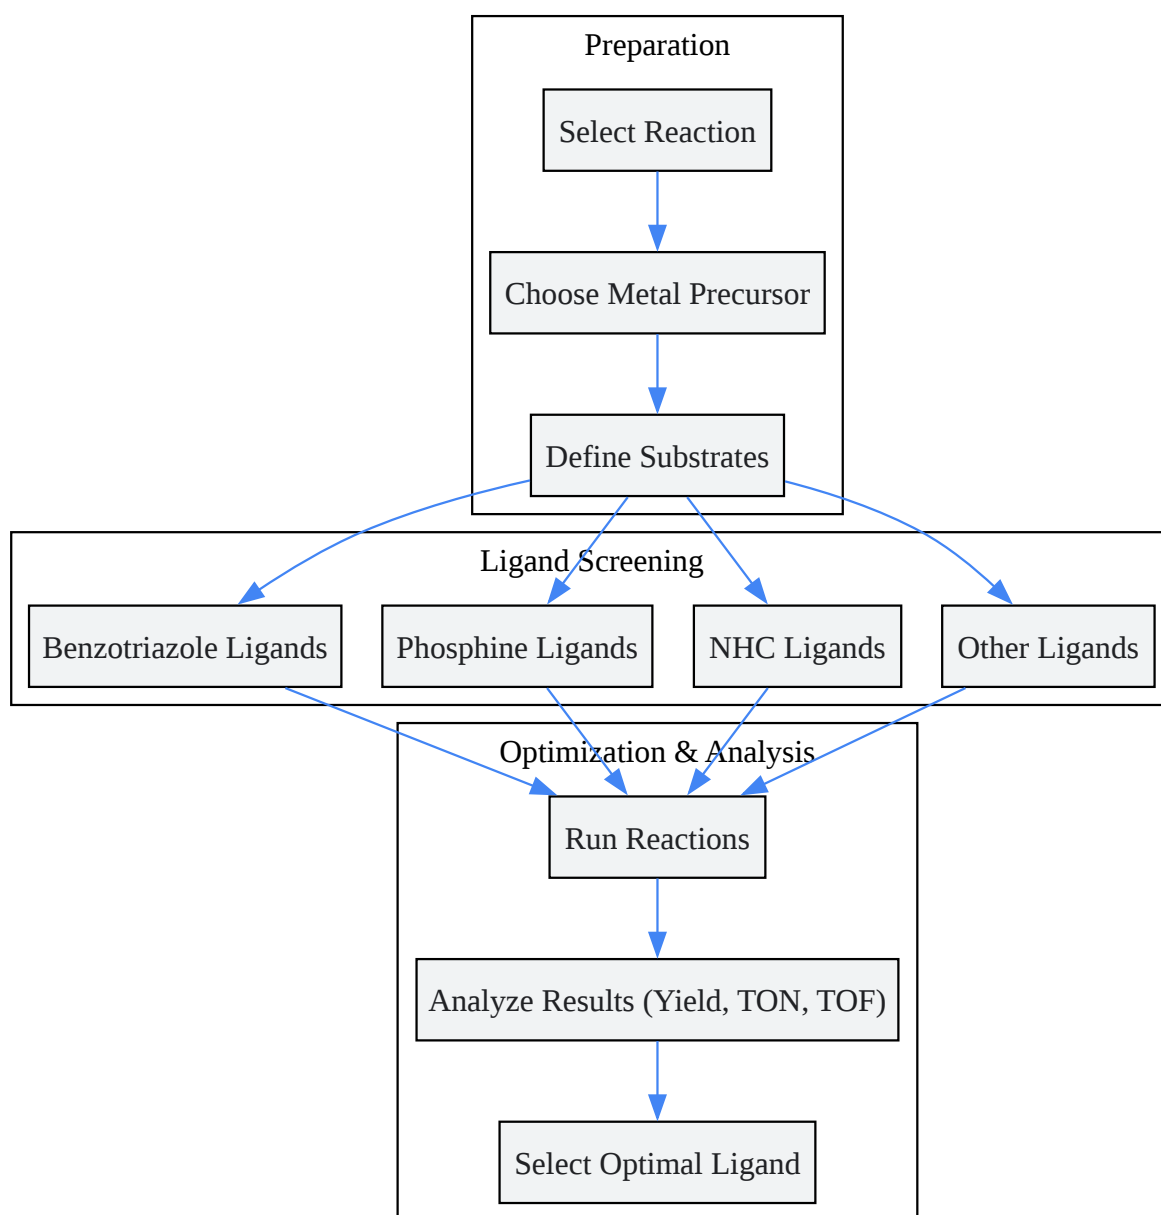 Preparation
Select Reaction
Choose Metal Precursor
Define Substrates
Ligand Screening
Benzotriazole Ligands
Phosphine Ligands
NHC Ligands
Other Ligands
Optimization & Analysis
Run Reactions
Analyze Results (Yield, TON, TOF)
Select Optimal Ligand